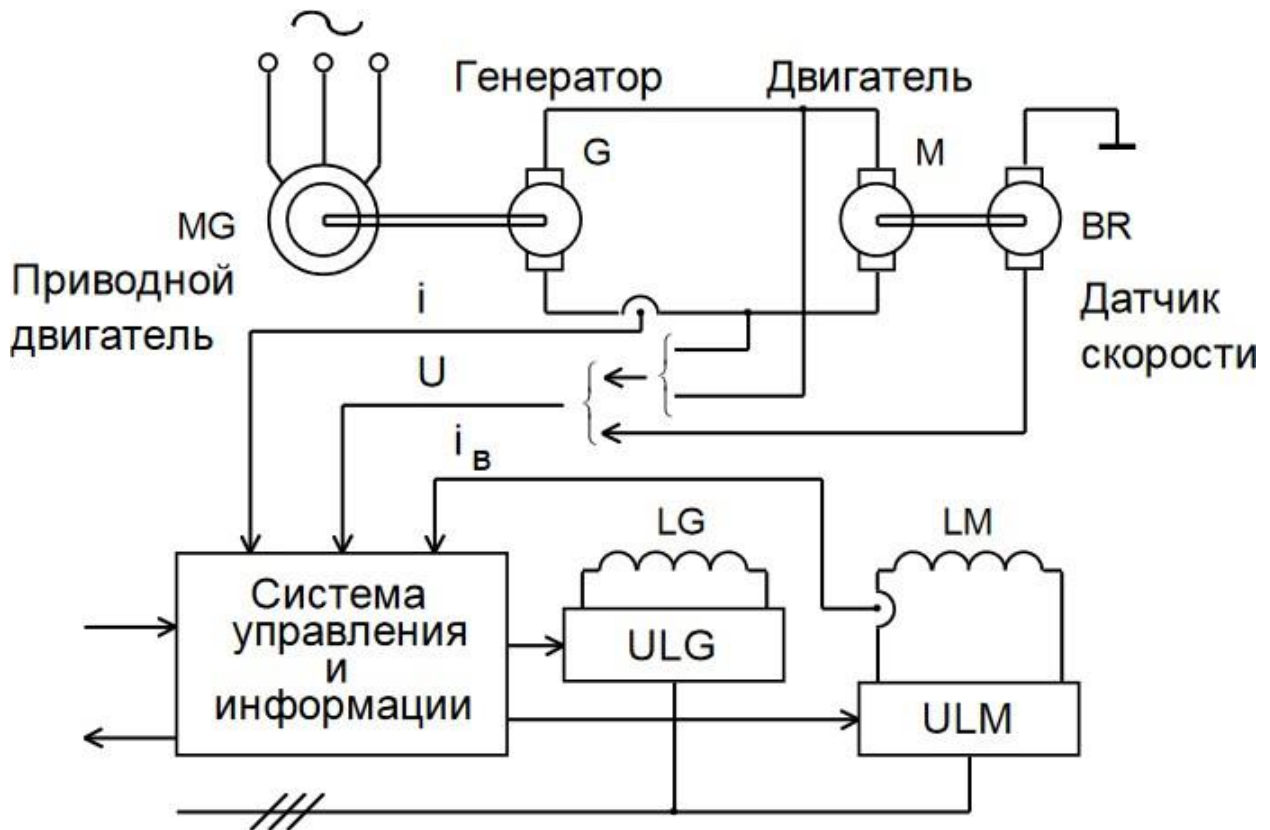 Генератор
Двигатель
G
M
MG
BR
Приводной
двигатель
Датчик
скорости
i
U
i в
LG
LM
Система
управления
и
информации
ULG
ULM